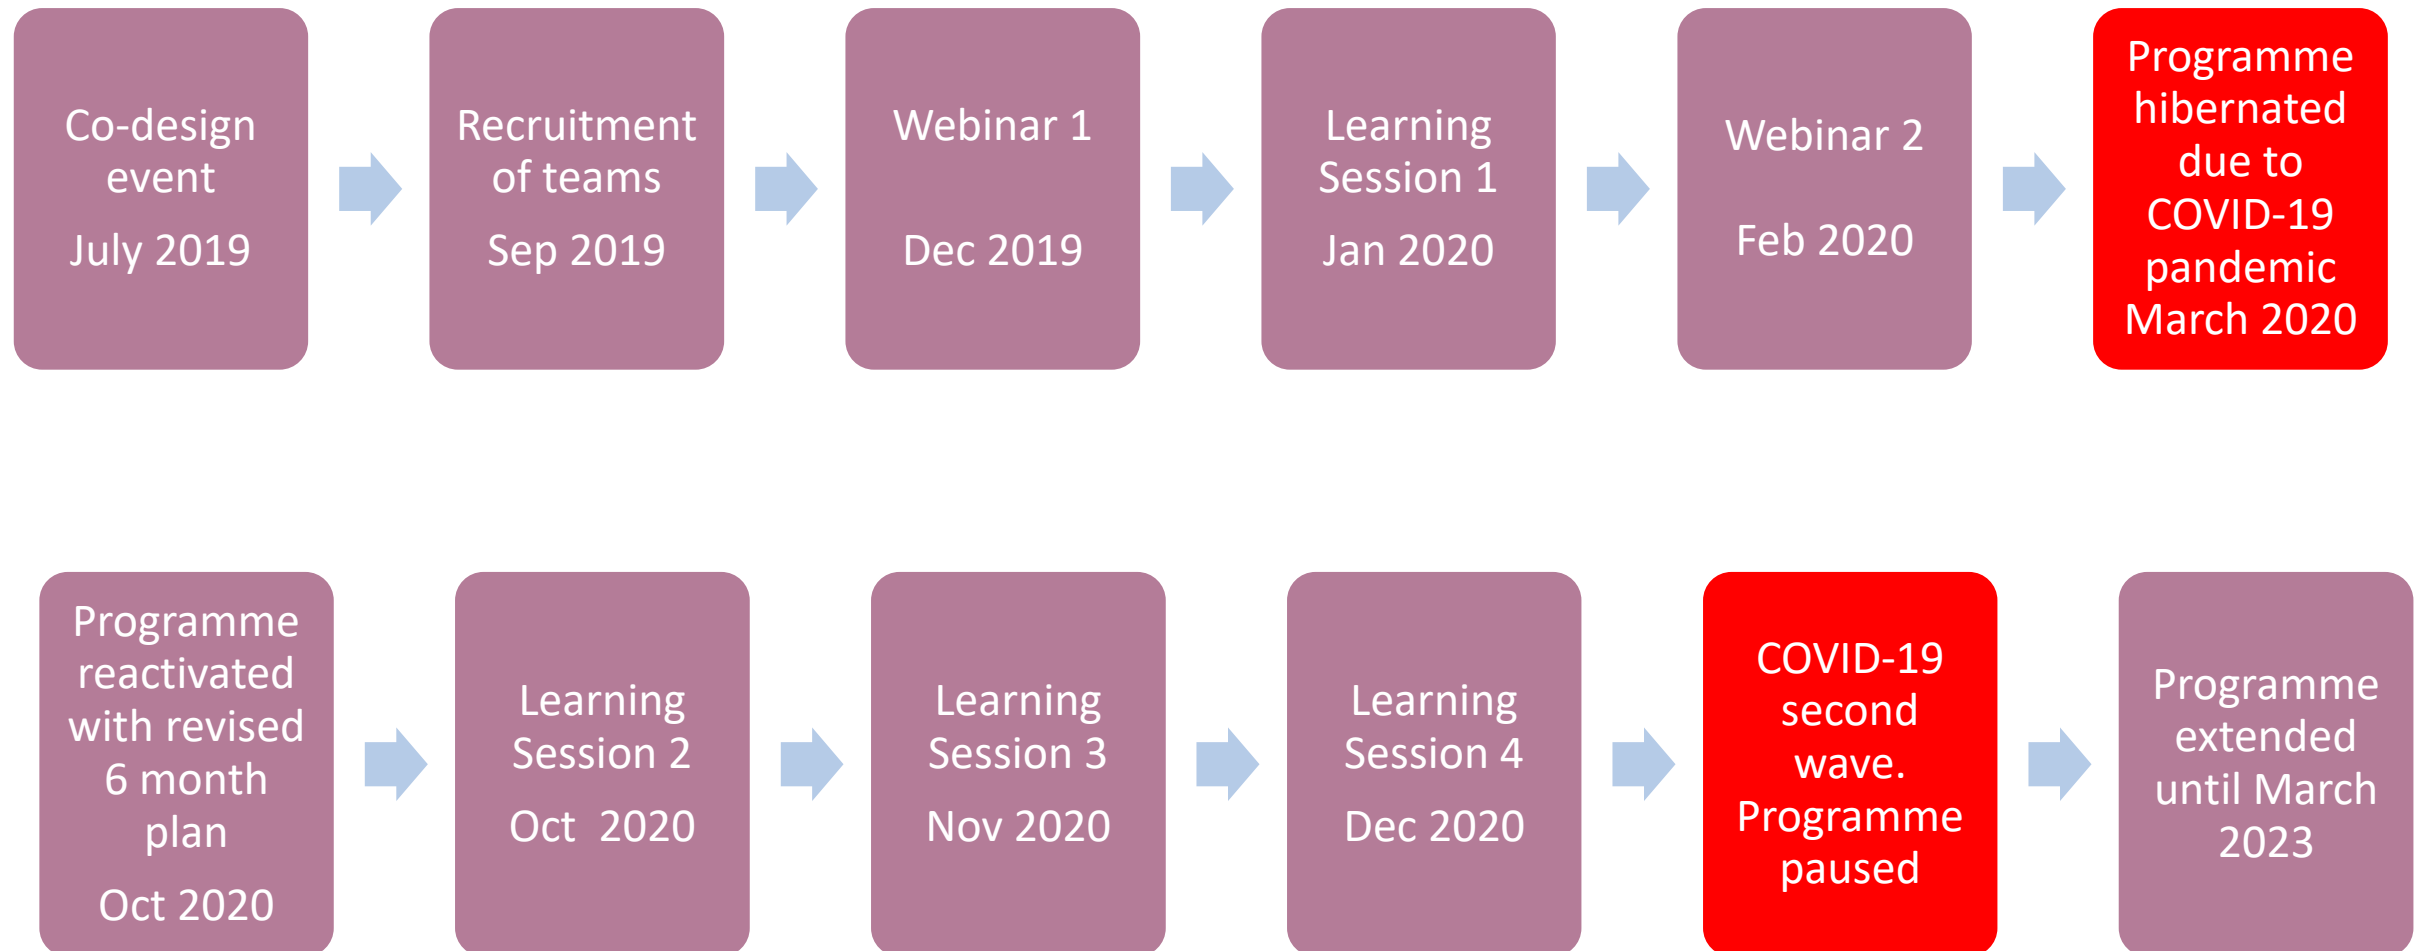 Co-design
event
July 2019
Recruitment
of teams
Sep 2019
Webinar 1
Dec 2019
Learning
Session 1
Jan 2020
Webinar 2
Feb 2020
Programme
hibernated
due to
COVID-19
pandemic
March 2020
Programme
reactivated
with revised
6 month
plan
Oct 2020
Learning
Session 2
Oct  2020
Learning
Session 3
Nov 2020
Learning
Session 4
Dec 2020
COVID-19
second
wave.
Programme
paused
Programme
extended
until March
2023